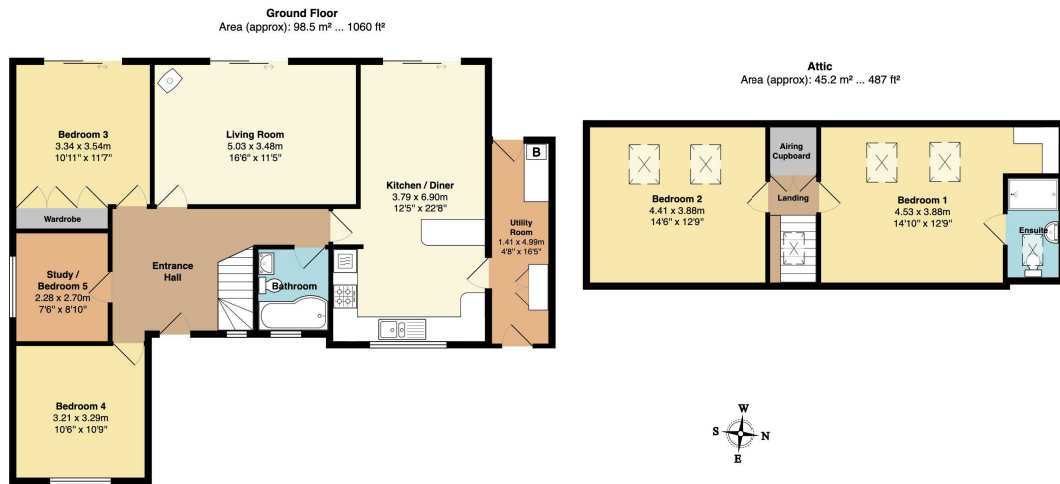 Ground Floor
Area (approx): 98.5 m² ... 1060 ft²
Bedroom 3
3.34 x 3.54m
10'11" x 11'7"
Living Room
5.03 x 3.48m
16'6" x 11'5"
Kitchen / Diner
3.79 x 6.90m
12'5" x 22'8"
B
Utility
Room
1.41 x 4.99m
4'8" x 16'5"
Wardrobe
Study /
Bedroom 5
2.28 x 2.70m
7'6" x 8'10"
Entrance
Hall
Bathroom
Bedroom 4
3.21 x 3.29m
10'6" x 10'9"
Attic
Area (approx): 45.2 m² ... 487 ft²
Bedroom 2
4.41 x 3.88m
14'6" x 12'9"
Airing
Cupboard
Landing
Bedroom 1
4.53 x 3.88m
14'10" x 12'9"
Ensuite
W
S
N
E